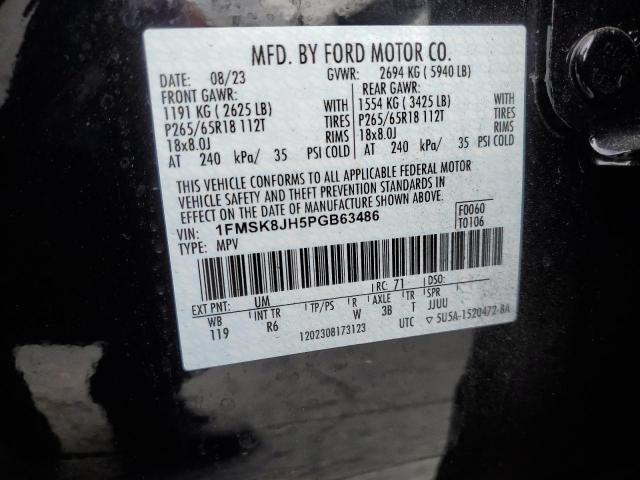 MFD. BY FORD MOTOR CO.
DATE: 08/23 GVWR: 2694 KG ( 5940 LB)
FRONT GAWR: REAR GAWR:
1191 KG ( 2625 LB) WITH 1554 KG ( 3425 LB) WITH
P265/65R18 112T TIRES P265/65R18 112T TIRES
18x8.0J RIMS 18x8.0J RIMS
AT 240 kPa/ 35 PSI COLD AT 240 kPa/ 35 PSI COLD
THIS VEHICLE CONFORMS TO ALL APPLICABLE FEDERAL MOTOR
VEHICLE SAFETY AND THEFT PREVENTION STANDARDS IN
EFFECT ON THE DATE OF MANUFACTURE SHOWN ABOVE.
VIN: 1FMSK8JH5PGB63486 F0060
TYPE: MPV T0106
EXT PNT: UM RC: 71 DSO:
WB INT TR TP/PS R AXLE TR SPR
119 R6 W 3B T JJUU
1202308173123 UTC ▽ 5U5A-1520472-BA